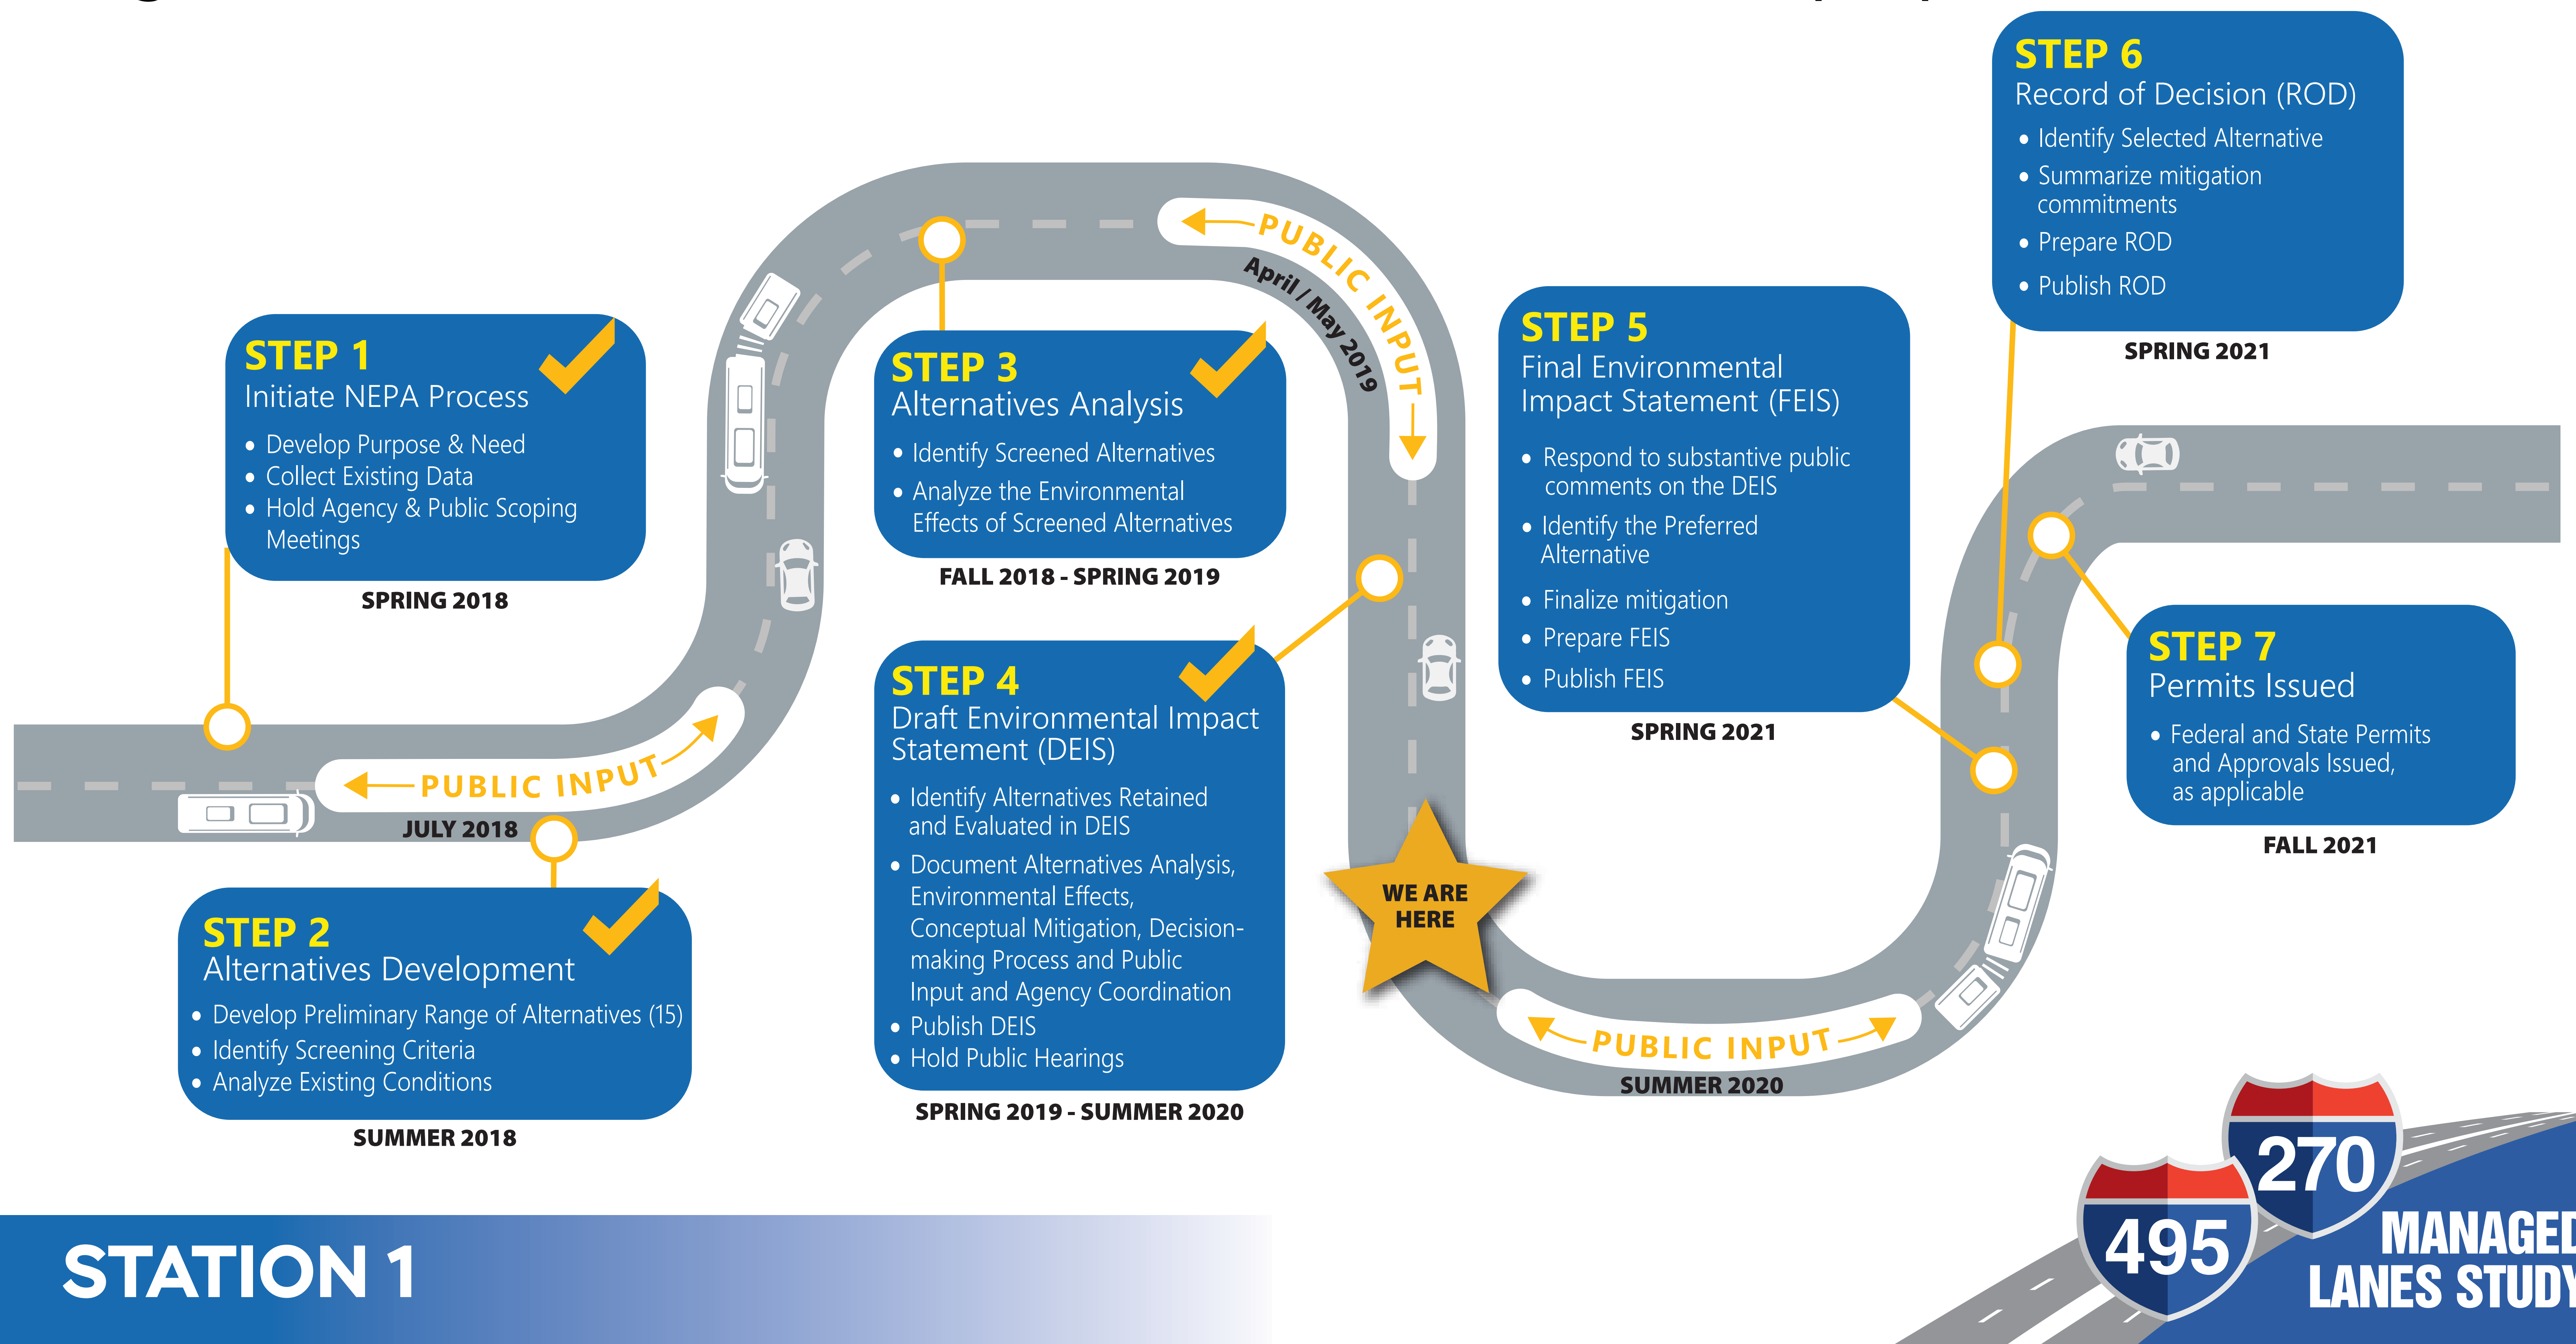 STEP 1
Initiate NEPA Process
• Develop Purpose & Need
• Collect Existing Data
• Hold Agency & Public Scoping
Meetings
SPRING 2018
PUBLIC INPUT
JULY 2018
STEP 2
Alternatives Development
• Develop Preliminary Range of Alternatives (15)
• Identify Screening Criteria
• Analyze Existing Conditions
SUMMER 2018
STEP 3
Alternatives Analysis
• Identify Screened Alternatives
• Analyze the Environmental
Effects of Screened Alternatives
FALL 2018 - SPRING 2019
PUBLIC INPUT
April / May 2019
STEP 4
Draft Environmental Impact
Statement (DEIS)
• Identify Alternatives Retained
and Evaluated in DEIS
• Document Alternatives Analysis,
Environmental Effects,
Conceptual Mitigation, Decision-
making Process and Public
Input and Agency Coordination
• Publish DEIS
• Hold Public Hearings
SPRING 2019 - SUMMER 2020
WE ARE
HERE
PUBLIC INPUT
SUMMER 2020
STEP 5
Final Environmental
Impact Statement (FEIS)
• Respond to substantive public
comments on the DEIS
• Identify the Preferred
Alternative
• Finalize mitigation
• Prepare FEIS
• Publish FEIS
SPRING 2021
STEP 6
Record of Decision (ROD)
• Identify Selected Alternative
• Summarize mitigation
commitments
• Prepare ROD
• Publish ROD
SPRING 2021
STEP 7
Permits Issued
• Federal and State Permits
and Approvals Issued,
as applicable
FALL 2021
STATION 1
495
270
MANAGED
LANES STUDY